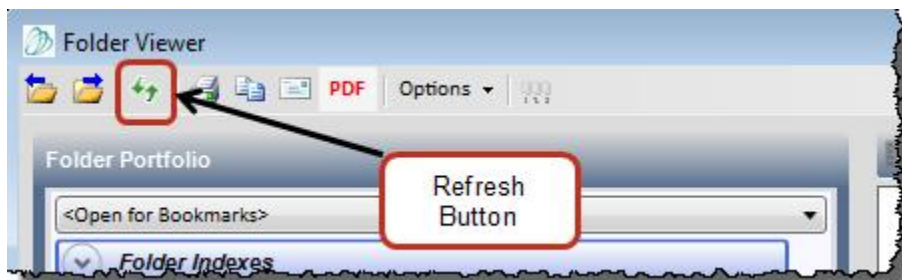 Folder Viewer
PDF Options
Folder Portfolio
Refresh
Button
<Open for Bookmarks>
Folder Indexes